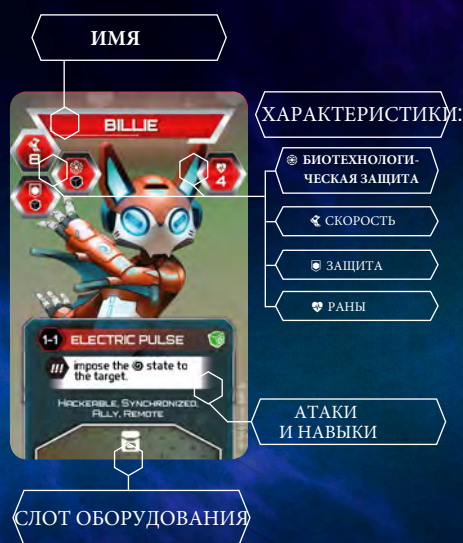 ИМЯ
ХАРАКТЕРИСТИКИ:
BILLIE
8
4
БИОТЕХНОЛОГИ-
ЧЕСКАЯ ЗАЩИТА
СКОРОСТЬ
ЗАЩИТА
РАНЫ
1-1 ELECTRIC PULSE
!!! impose the state to
the target.
HACKERABLE, SYNCHRONIZED,
ALLY, REMOTE
АТАКИ
И НАВЫКИ
СЛОТ ОБОРУДОВАНИЯ